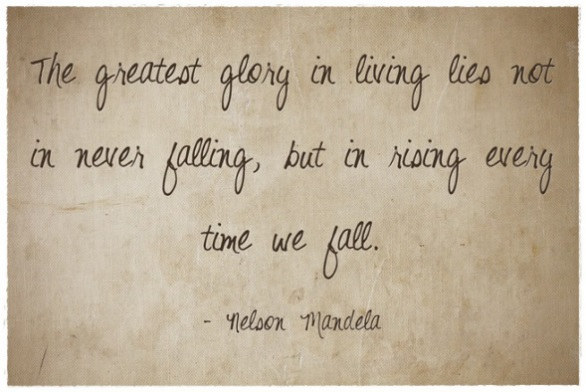 The greatest glory in living lies not
in never falling, but in rising every
time we fall.
- Nelson Mandela